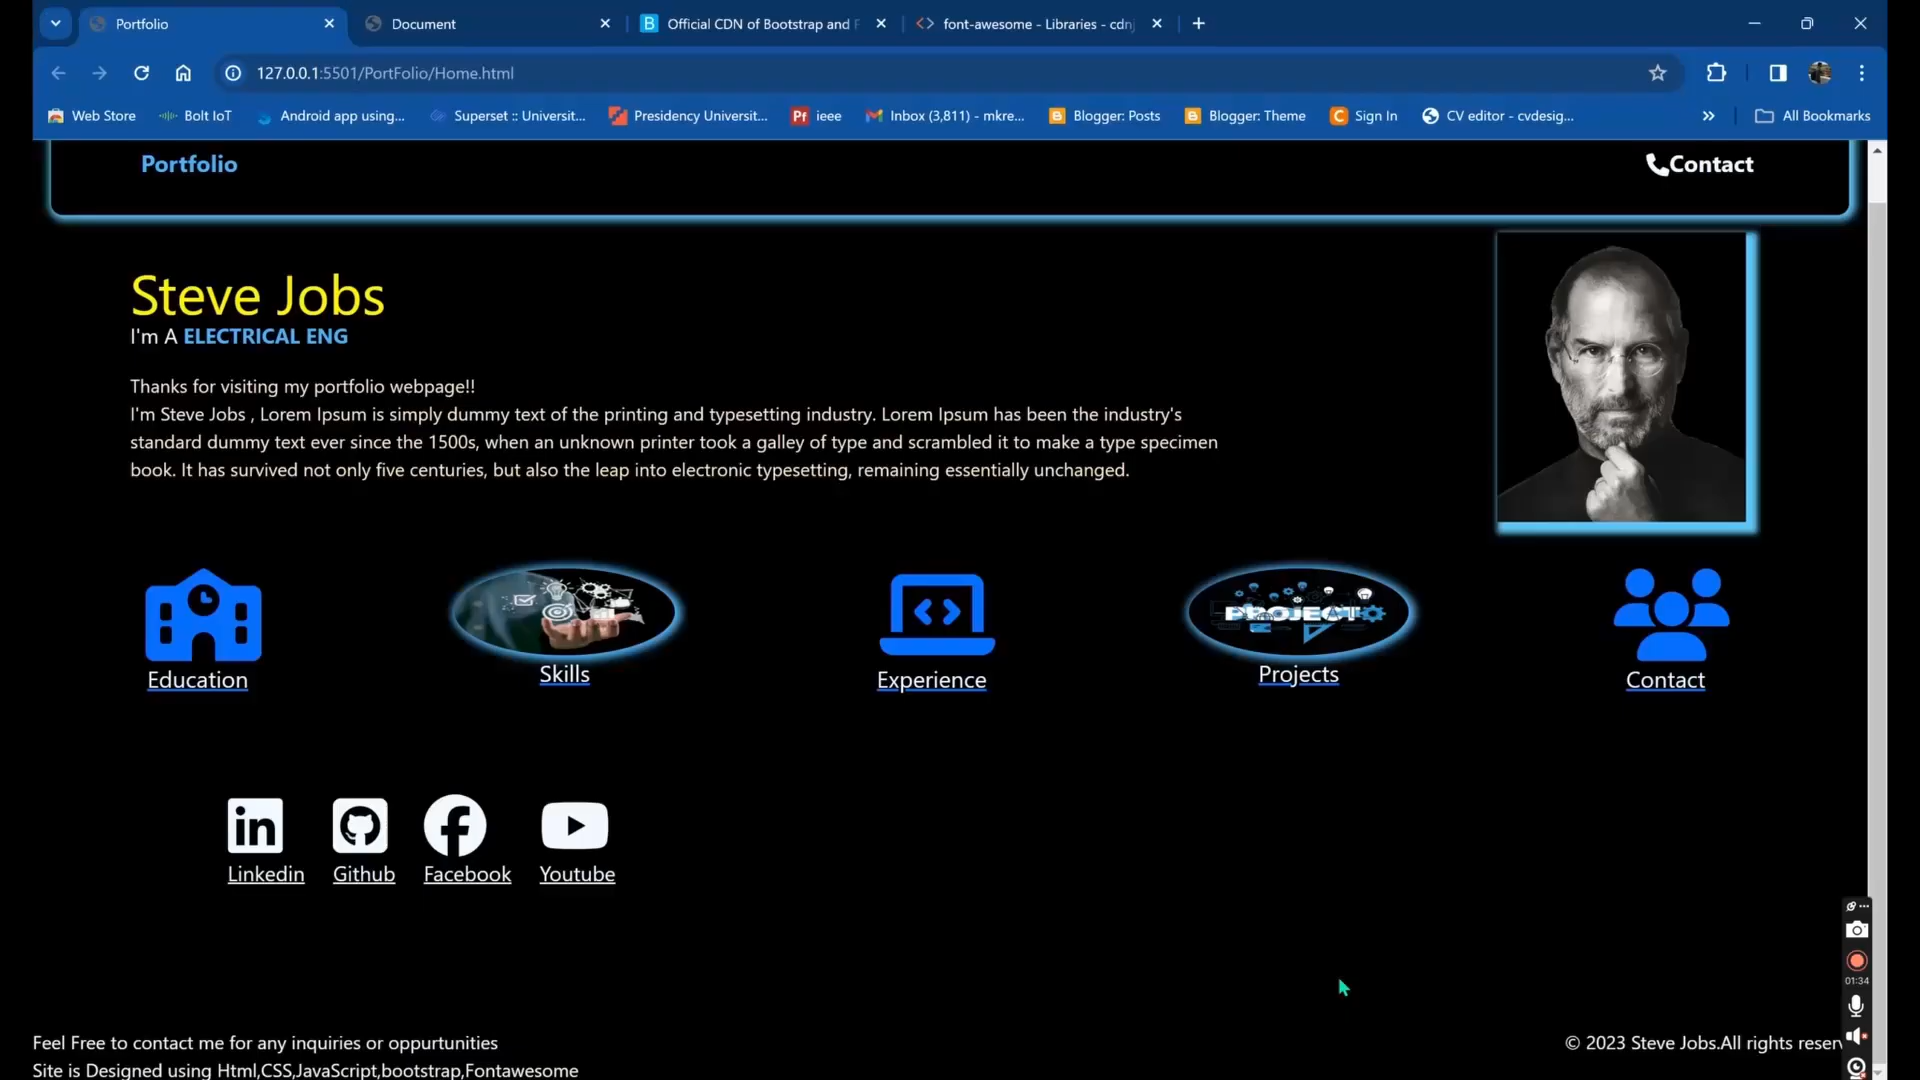 Portfolio
Document
Official CDN of Bootstrap and F
font-awesome - Libraries - cdn
127.0.0.1:5501/PortFolio/Home.html
Web Store
Bolt IoT
Android app using...
Superset :: Universit...
Presidency Universit...
Pf ieee
Inbox (3,811) - mkre...
Blogger: Posts
Blogger: Theme
Sign In
CV editor - cvdesig...
All Bookmarks
Portfolio
Contact
Steve Jobs
I'm A ELECTRICAL ENG
Thanks for visiting my portfolio webpage!!
I'm Steve Jobs , Lorem Ipsum is simply dummy text of the printing and typesetting industry. Lorem Ipsum has been the industry's
standard dummy text ever since the 1500s, when an unknown printer took a galley of type and scrambled it to make a type specimen
book. It has survived not only five centuries, but also the leap into electronic typesetting, remaining essentially unchanged.
PROJECT
Education
Skills
Experience
Projects
Contact
in
Linkedin
Github
Facebook
Youtube
01:34
Feel Free to contact me for any inquiries or oppurtunities
© 2023 Steve Jobs.All rights reserv
Site is Designed using Html,CSS,JavaScript,bootstrap,Fontawesome